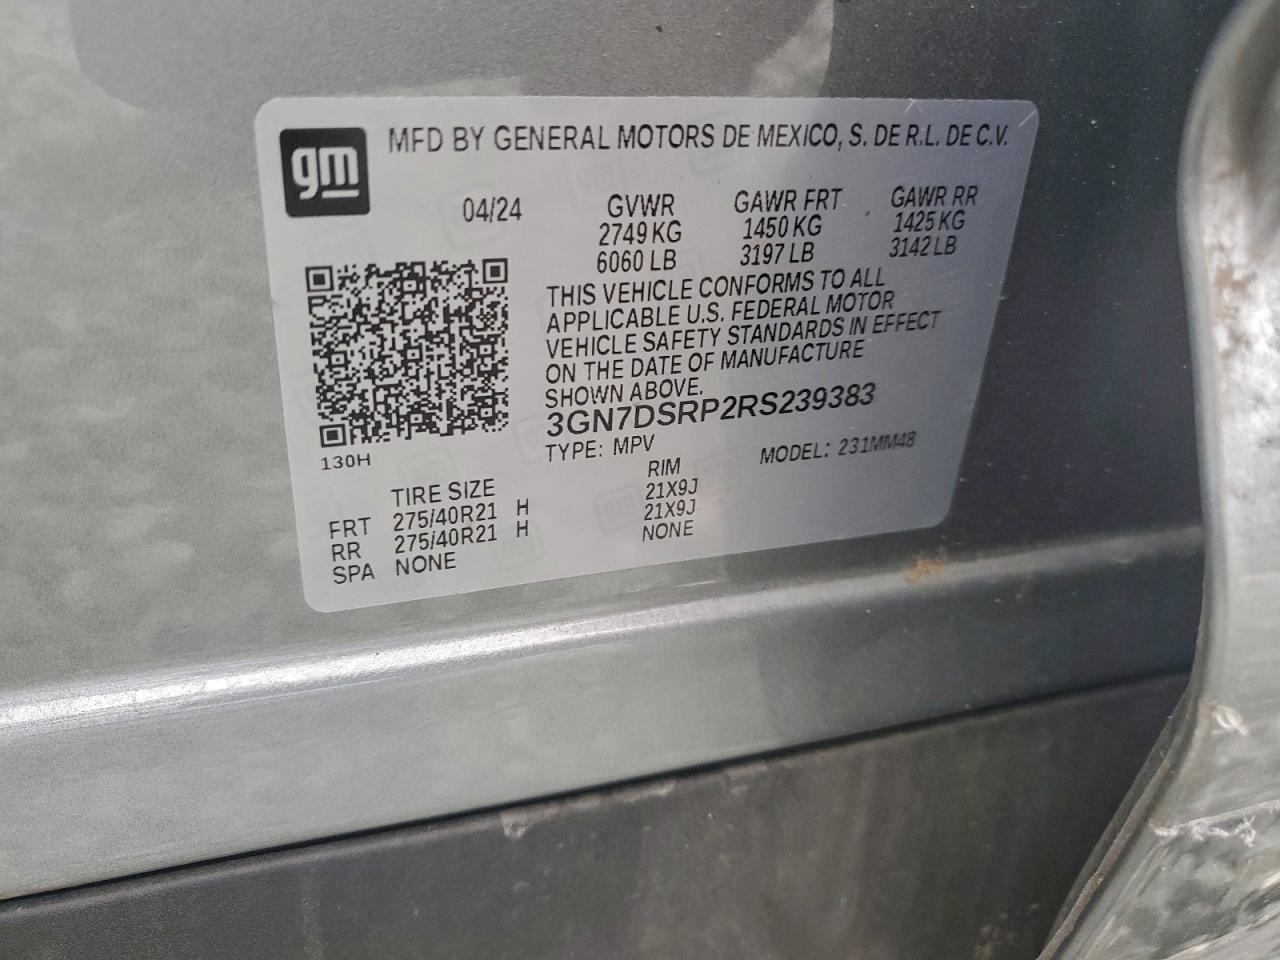 gm
MFD BY GENERAL MOTORS DE MEXICO, S. DE R.L. DE C.V.
04/24
GVWR GAWR FRT GAWR RR
2749 KG 1450 KG 1425 KG
6060 LB 3197 LB 3142 LB
THIS VEHICLE CONFORMS TO ALL
APPLICABLE U.S. FEDERAL MOTOR
VEHICLE SAFETY STANDARDS IN EFFECT
ON THE DATE OF MANUFACTURE
SHOWN ABOVE.
3GN7DSRP2RS239383
TYPE: MPV MODEL: 231MM48
130H
TIRE SIZE RIM
FRT 275/40R21 H 21X9J
RR 275/40R21 H 21X9J
SPA NONE NONE